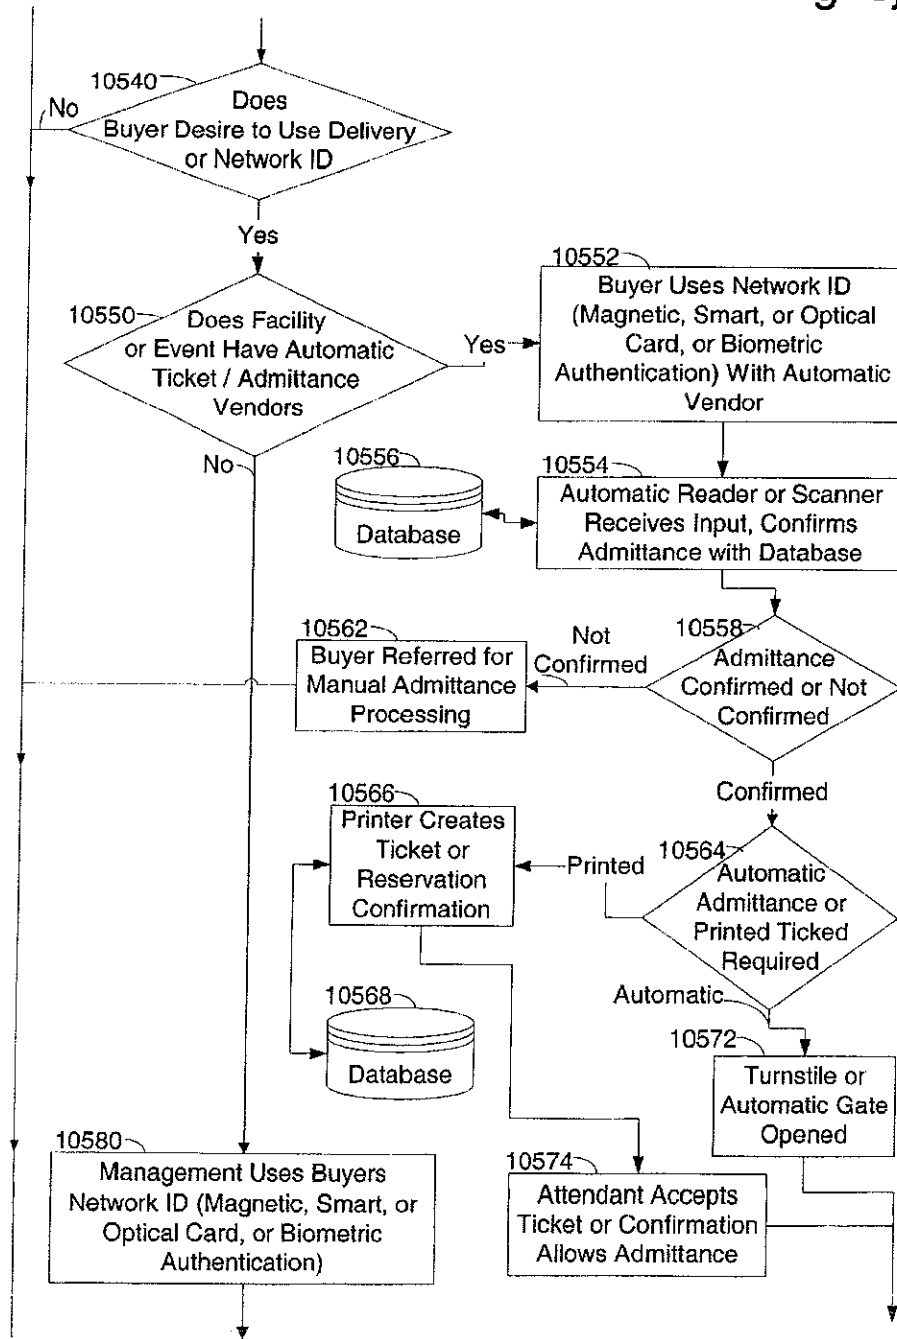 10540
No
Does
Buyer Desire to Use Delivery
or Network ID
Yes
10550
Does Facility
or Event Have Automatic
Ticket / Admittance
Vendors
Yes
10552
Buyer Uses Network ID
(Magnetic, Smart, or Optical
Card, or Biometric
Authentication) With Automatic
Vendor
No
10556
Database
10554
Automatic Reader or Scanner
Receives Input, Confirms
Admittance with Database
10562
Buyer Referred for
Manual Admittance
Processing
Not
Confirmed
10558
Admittance
Confirmed or Not
Confirmed
Confirmed
10566
Printer Creates
Ticket or
Reservation
Confirmation
Printed
10564
Automatic
Admittance or
Printed Ticked
Required
10568
Database
Automatic
10572
Turnstile or
Automatic Gate
Opened
10580
Management Uses Buyers
Network ID (Magnetic, Smart, or
Optical Card, or Biometric
Authentication)
10574
Attendant Accepts
Ticket or Confirmation
Allows Admittance